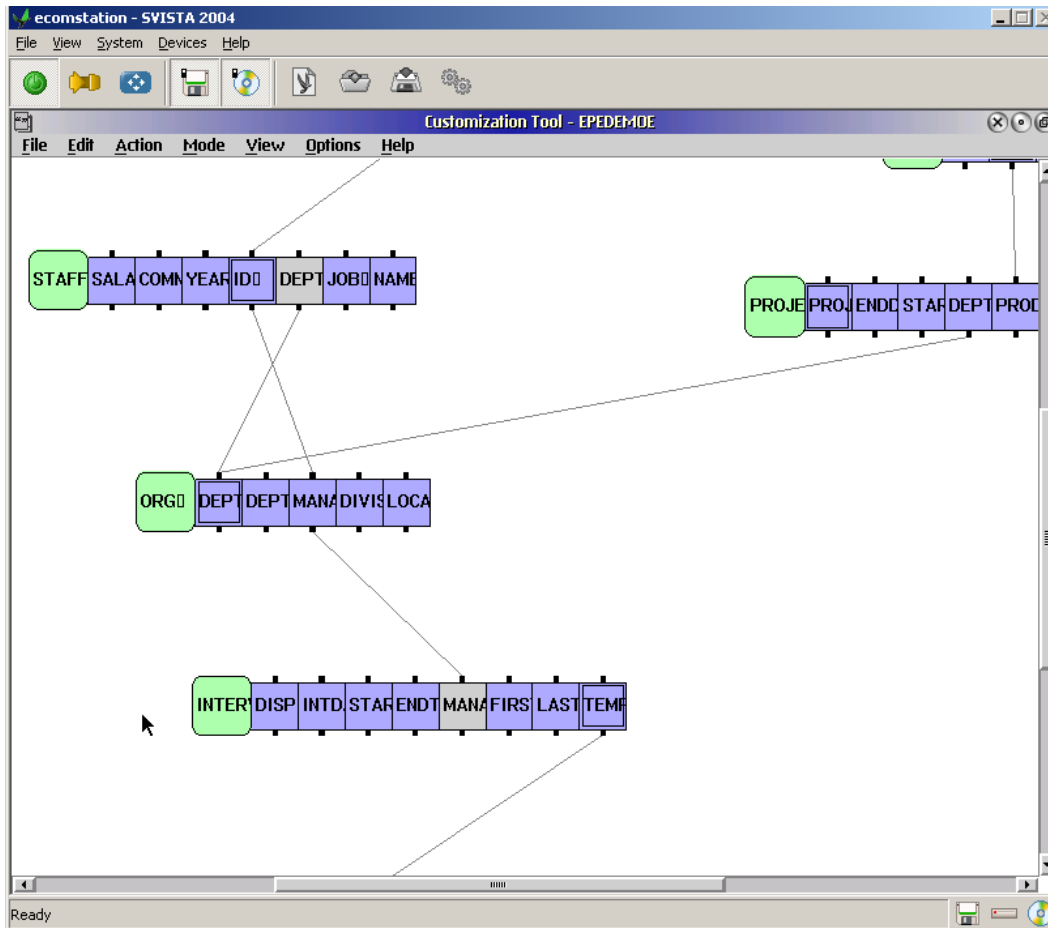 ecomstation - SVISTA 2004
File View System Devices Help
Customization Tool - EPEDEMOE
File Edit Action Mode View Options Help
STAFF SALA COMM YEAR ID DEPT JOB NAME
PROJE PROJ ENDD STAR DEPT PROD
ORG DEPT DEPT MANA DIVIS LOCA
INTERV DISP INTD STAR ENDT MANA FIRS LAST TEMP
Ready